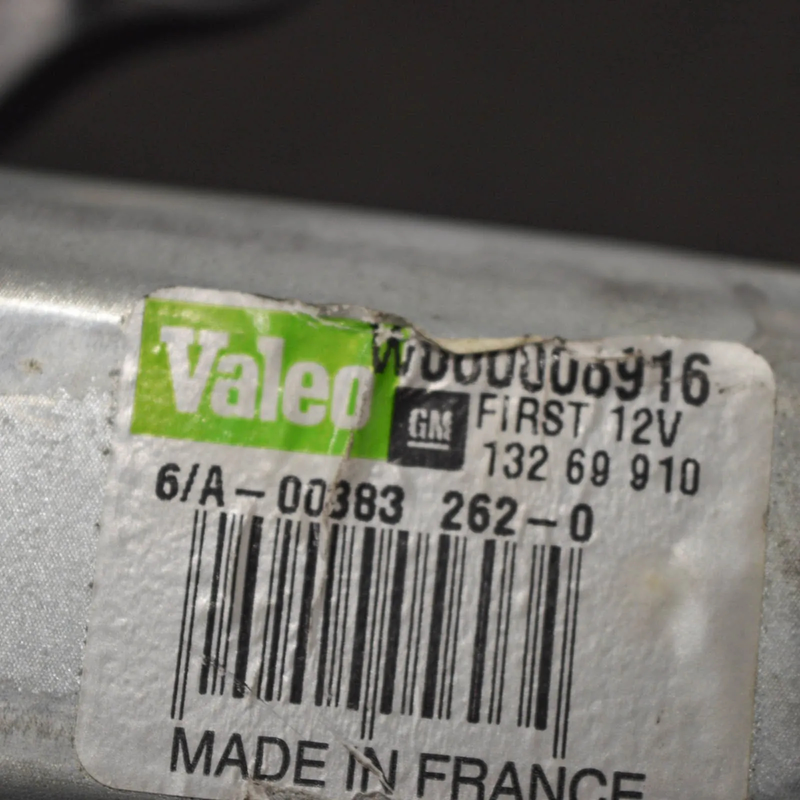 Valeo W000008916
GM FIRST 12V
132 69 910
6/A-00383 262-0
MADE IN FRANCE